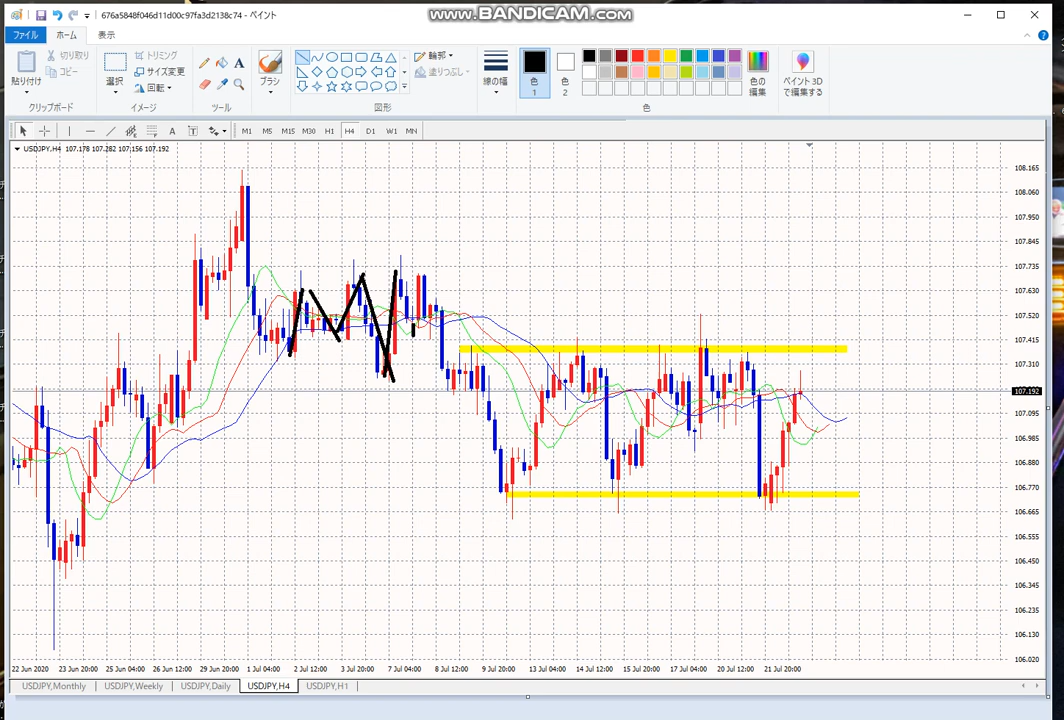 www.BANDICAM.com
676a5848f046d11d00c97fa3d2138c74 - ペイント
ファイル ホーム 表示
貼り付け
切り取り
コピー
クリップボード
選択
トリミング
サイズ変更
回転
イメージ
A
ツール
ブラシ
輪郭
塗りつぶし
図形
線の幅
色
1
色
2
色の
編集
色
ペイント 3D
で編集する
A T M1 M5 M15 M30 H1 H4 D1 W1 MN
USDJPY,H4 107.178 107.282 107.156 107.192
108.165
108.060
107.950
107.845
107.735
107.630
107.520
107.415
107.310
107.192
107.095
106.985
106.880
106.770
106.665
106.555
106.450
106.345
106.235
106.130
106.020
22 Jun 2020 23 Jun 20:00 25 Jun 04:00 26 Jun 12:00 29 Jun 20:00 1 Jul 04:00 2 Jul 12:00 3 Jul 20:00 7 Jul 04:00 8 Jul 12:00 9 Jul 20:00 13 Jul 04:00 14 Jul 12:00 15 Jul 20:00 17 Jul 04:00 20 Jul 12:00 21 Jul 20:00
USDJPY,Monthly USDJPY,Weekly USDJPY,Daily USDJPY,H4 USDJPY,H1